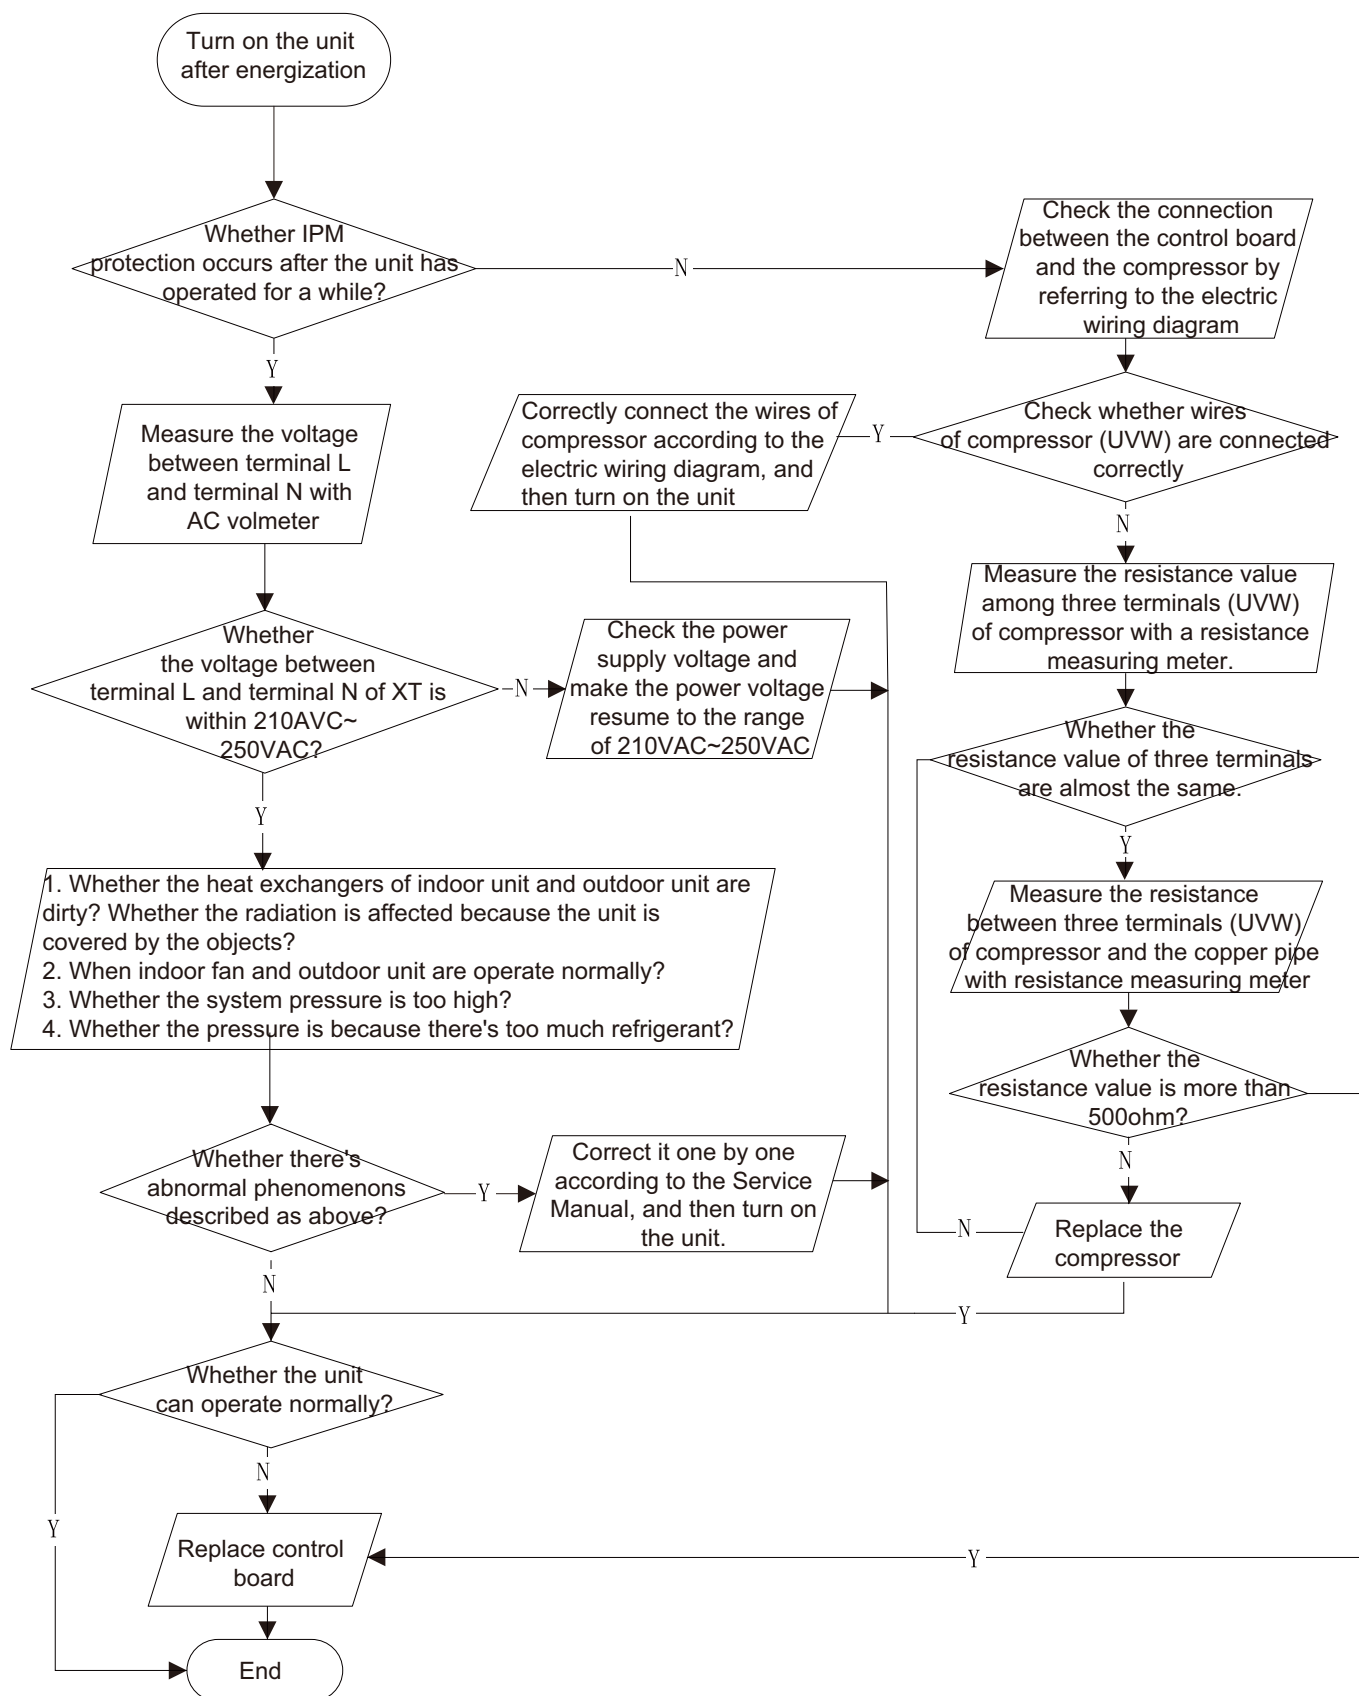 Turn on the unit
after energization
Whether IPM
protection occurs after the unit has
operated for a while?
N
Check the connection
between the control board
and the compressor by
referring to the electric
wiring diagram
Y
Measure the voltage
between terminal L
and terminal N with
AC volmeter
Correctly connect the wires of
compressor according to the
electric wiring diagram, and
then turn on the unit
Y
Check whether wires
of compressor (UVW) are connected
correctly
N
Measure the resistance value
among three terminals (UVW)
of compressor with a resistance
measuring meter.
Whether
the voltage between
terminal L and terminal N of XT is
within 210AVC~
250VAC?
N
Check the power
supply voltage and
make the power voltage
resume to the range
of 210VAC~250VAC
Whether the
resistance value of three terminals
are almost the same.
Y
Y
1. Whether the heat exchangers of indoor unit and outdoor unit are
dirty? Whether the radiation is affected because the unit is
covered by the objects?
2. When indoor fan and outdoor unit are operate normally?
3. Whether the system pressure is too high?
4. Whether the pressure is because there's too much refrigerant?
Measure the resistance
between three terminals (UVW)
of compressor and the copper pipe
with resistance measuring meter
Whether the
resistance value is more than
500ohm?
N
Whether there's
abnormal phenomenons
described as above?
Y
Correct it one by one
according to the Service
Manual, and then turn on
the unit.
N
Replace the
compressor
N
Y
Whether the unit
can operate normally?
N
Y
Replace control
board
Y
End